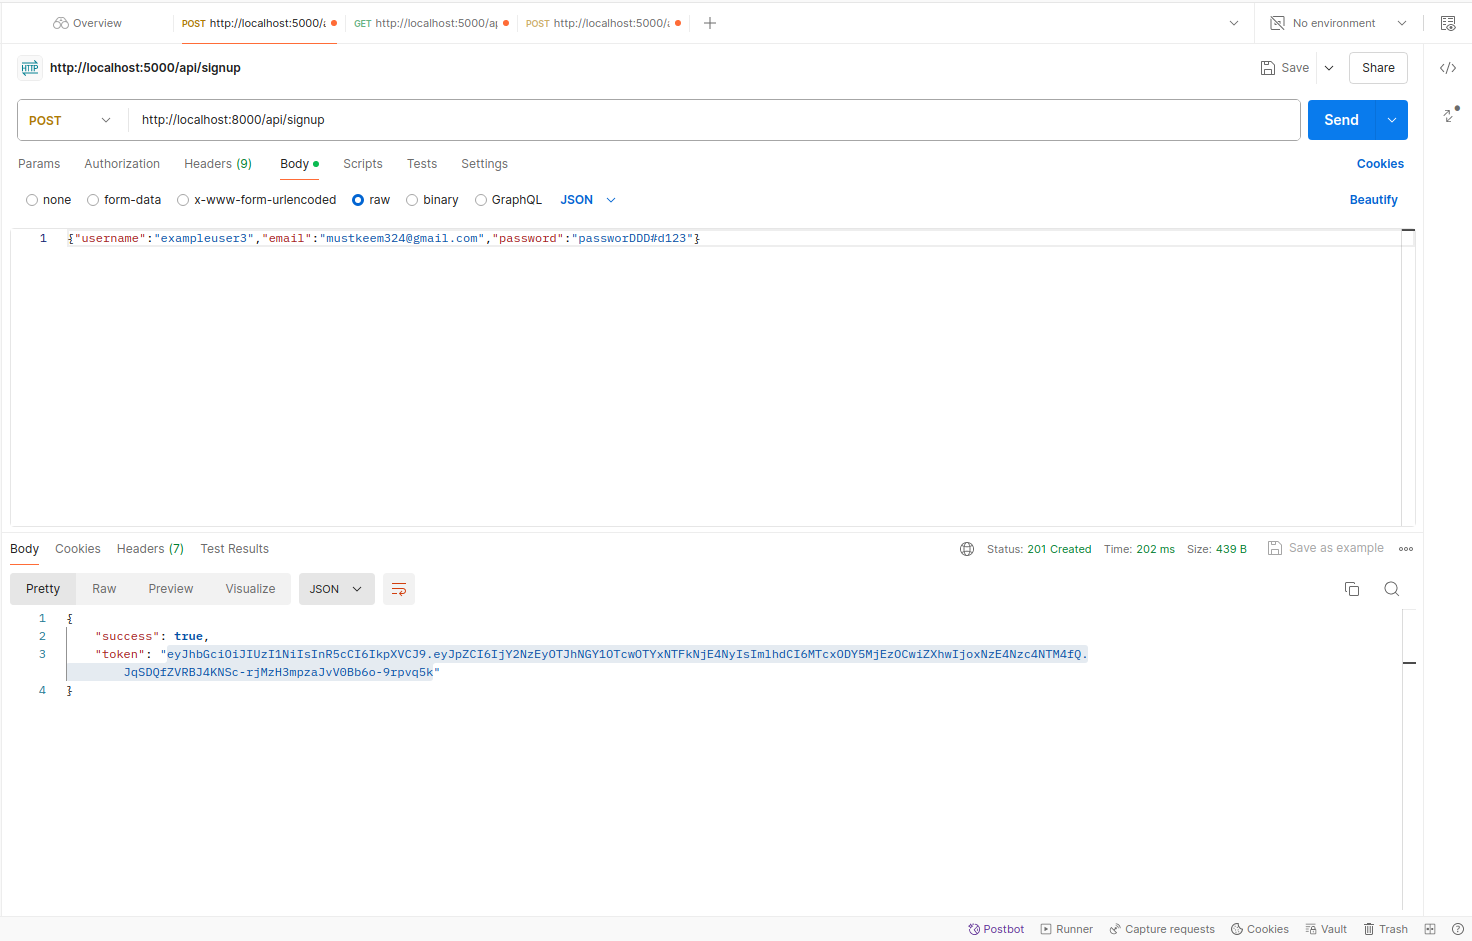 Overview POST http://localhost:5000/a GET http://localhost:5000/ap POST http://localhost:5000/a No environment
HTTP http://localhost:5000/api/signup Save Share
POST http://localhost:8000/api/signup Send
Params Authorization Headers (9) Body Scripts Tests Settings Cookies
none form-data x-www-form-urlencoded raw binary GraphQL JSON Beautify
1 {"username":"exampleuser3","email":"mustkeem324@gmail.com","password":"passworDDD#d123"}
Body Cookies Headers (7) Test Results Status: 201 Created Time: 202 ms Size: 439 B Save as example
Pretty Raw Preview Visualize JSON
1 {
2 "success": true,
3 "token": "eyJhbGciOiJIUzI1NiIsInR5cCI6IkpXVCJ9.eyJpZCI6IjY2NzEyOTJhNGY1OTcwOTYxNTFkNjE4NyIsImlhdCI6MTcxODY5MjEzOCwiZXhwIjoxNzE4Nzc4NTM4fQ.
JqSDQfZVRBJ4KNSc-rjMzH3mpzaJvV0Bb6o-9rpvq5k"
4 }
Postbot Runner Capture requests Cookies Vault Trash